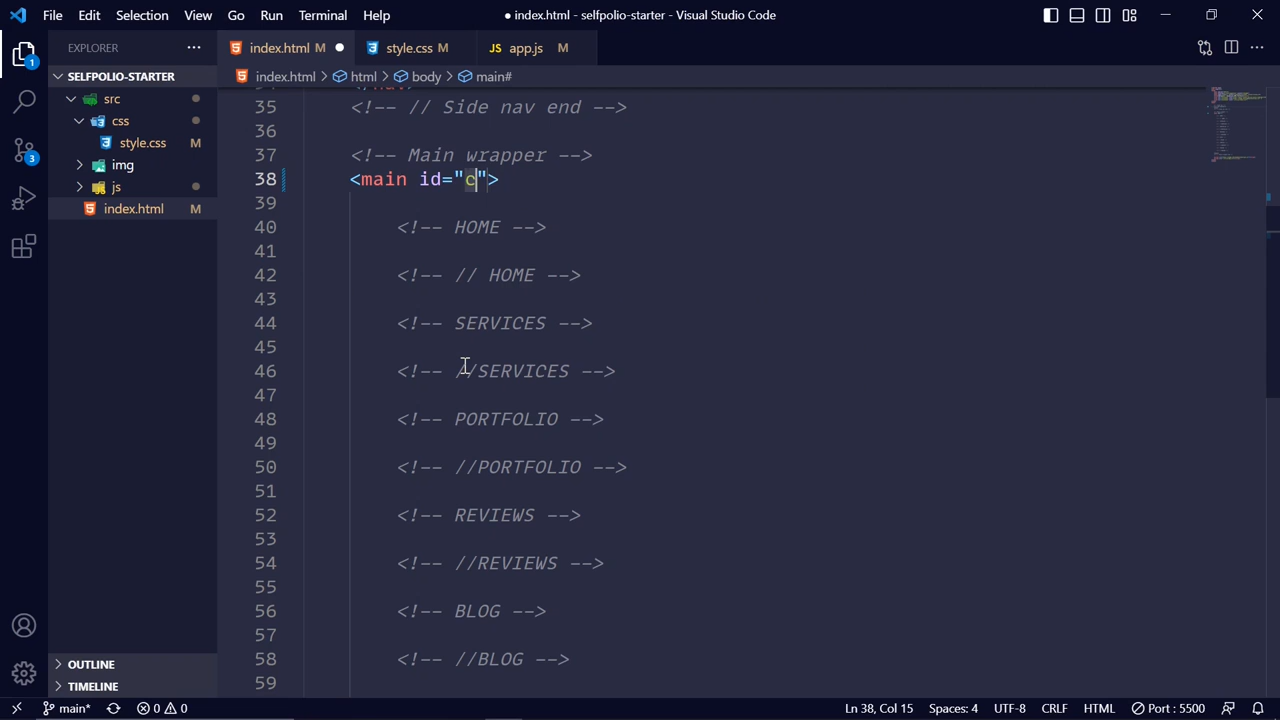 File Edit Selection View Go Run Terminal Help
● index.html - selfpolio-starter - Visual Studio Code
EXPLORER
SELFPOLIO-STARTER
src
css
style.css M
img
js
index.html M
OUTLINE
TIMELINE
1
3
index.html M
style.css M
app.js M
index.html > html > body > main#
35 <!-- // Side nav end -->
36
37 <!-- Main wrapper -->
38 <main id="c">
39
40 <!-- HOME -->
41
42 <!-- // HOME -->
43
44 <!-- SERVICES -->
45
46 <!-- //SERVICES -->
47
48 <!-- PORTFOLIO -->
49
50 <!-- //PORTFOLIO -->
51
52 <!-- REVIEWS -->
53
54 <!-- //REVIEWS -->
55
56 <!-- BLOG -->
57
58 <!-- //BLOG -->
59
main* 0 0 Ln 38, Col 15 Spaces: 4 UTF-8 CRLF HTML Port : 5500